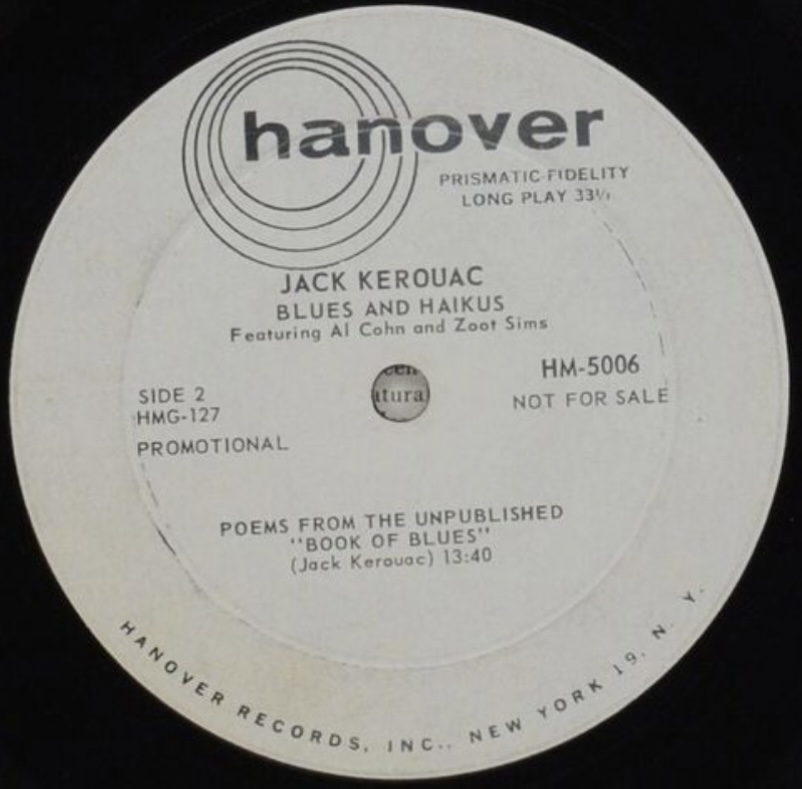 hanover
PRISMATIC-FIDELITY
LONG PLAY 33⅓
JACK KEROUAC
BLUES AND HAIKUS
Featuring Al Cohn and Zoot Sims
SIDE 2
HMG-127
PROMOTIONAL
HM-5006
NOT FOR SALE
POEMS FROM THE UNPUBLISHED
"BOOK OF BLUES"
(Jack Kerouac) 13:40
HANOVER RECORDS, INC., NEW YORK 19, N. Y.